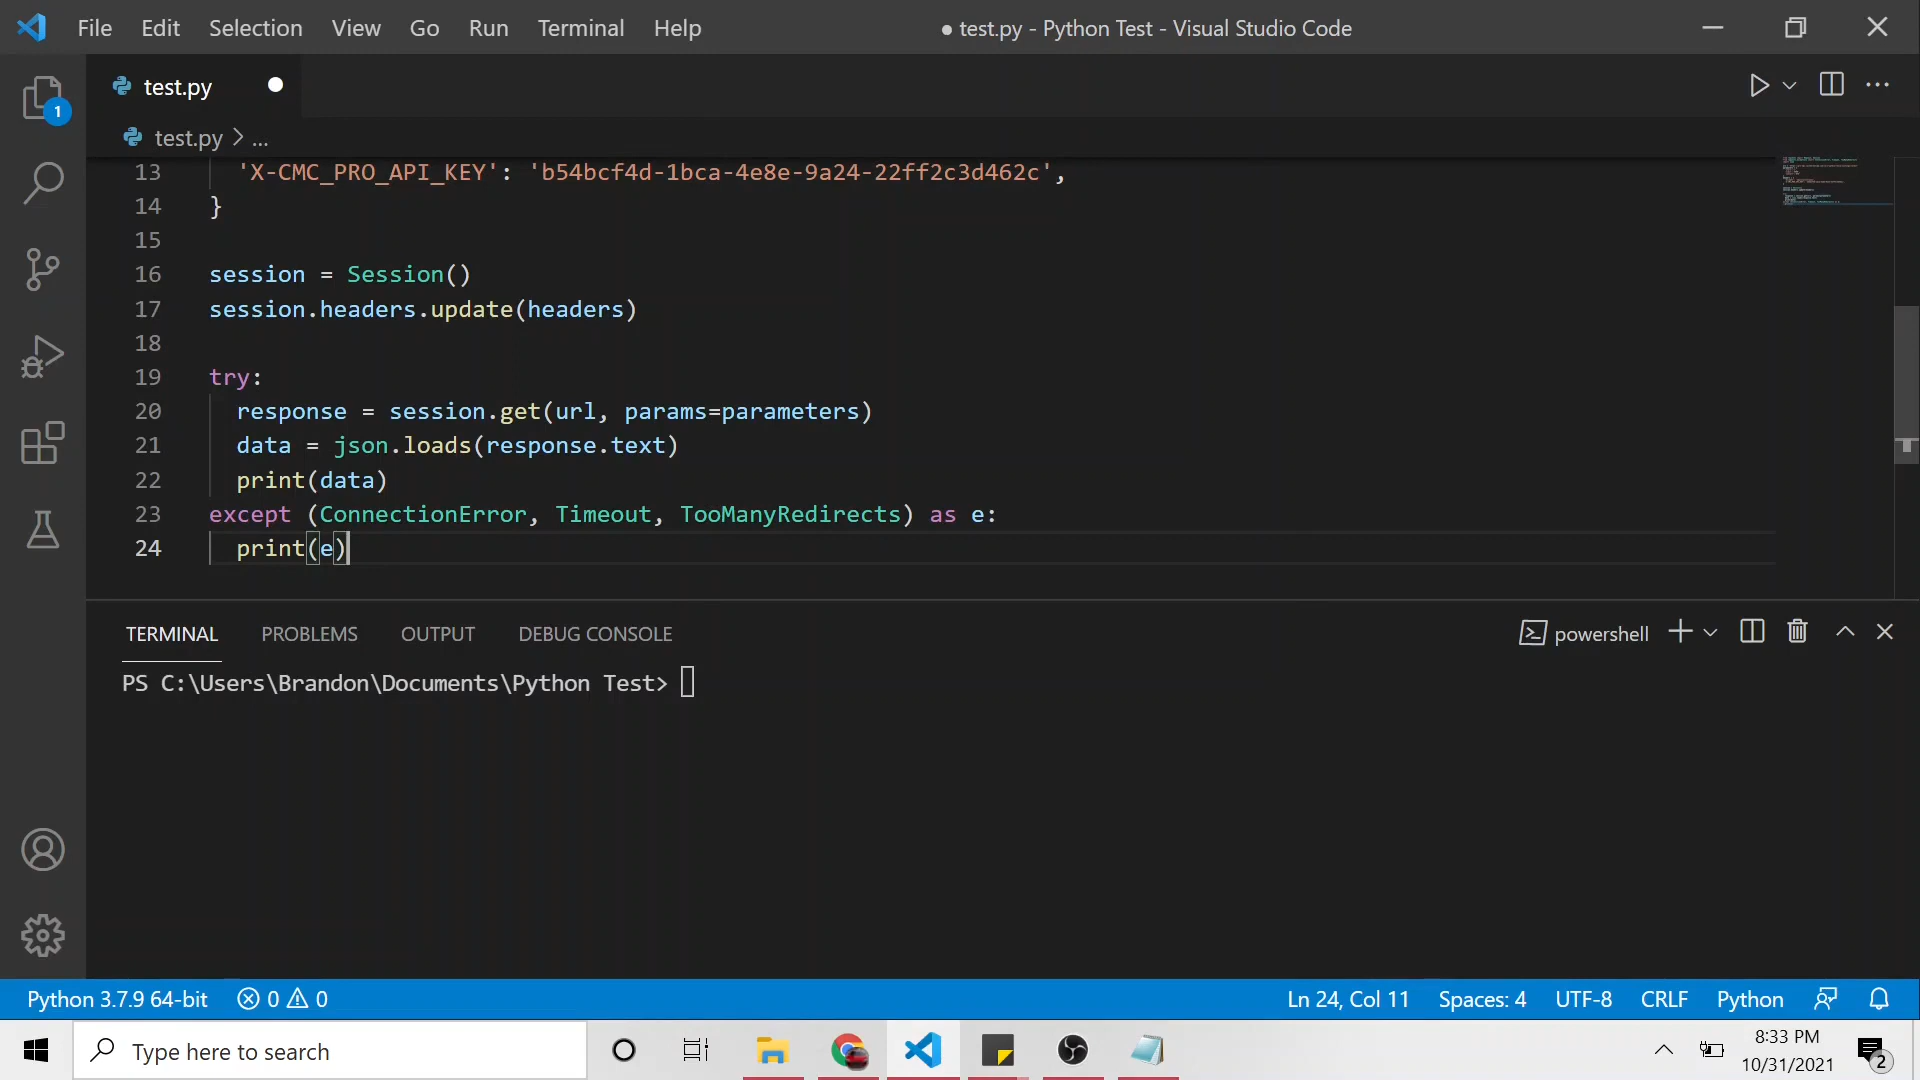 File Edit Selection View Go Run Terminal Help ● test.py - Python Test - Visual Studio Code
test.py
1
test.py > ...
13 'X-CMC_PRO_API_KEY': 'b54bcf4d-1bca-4e8e-9a24-22ff2c3d462c',
14 }
15
16 session = Session()
17 session.headers.update(headers)
18
19 try:
20 response = session.get(url, params=parameters)
21 data = json.loads(response.text)
22 print(data)
23 except (ConnectionError, Timeout, TooManyRedirects) as e:
24 print(e)
TERMINAL PROBLEMS OUTPUT DEBUG CONSOLE powershell
PS C:\Users\Brandon\Documents\Python Test>
Python 3.7.9 64-bit 0 0 Ln 24, Col 11 Spaces: 4 UTF-8 CRLF Python
Type here to search
8:33 PM
10/31/2021
2